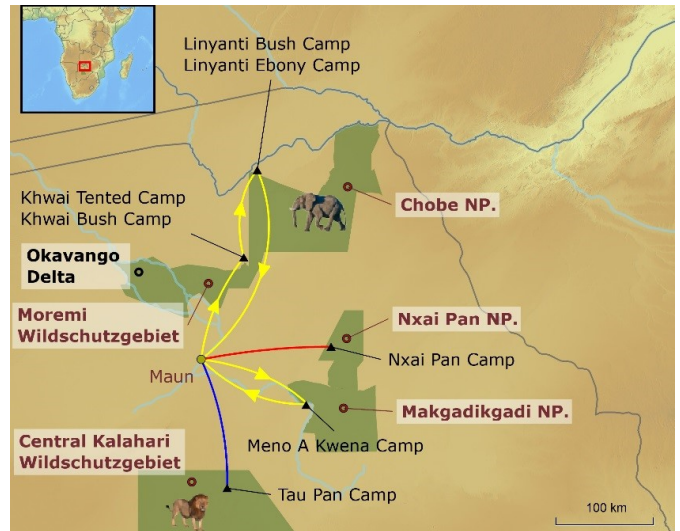 Linyanti Bush Camp
Linyanti Ebony Camp
Khwai Tented Camp
Khwai Bush Camp
Chobe NP.
Okavango
Delta
Moremi
Wildschutzgebiet
Nxai Pan NP.
Nxai Pan Camp
Maun
Makgadikgadi NP.
Central Kalahari
Wildschutzgebiet
Meno A Kwena Camp
Tau Pan Camp
100 km